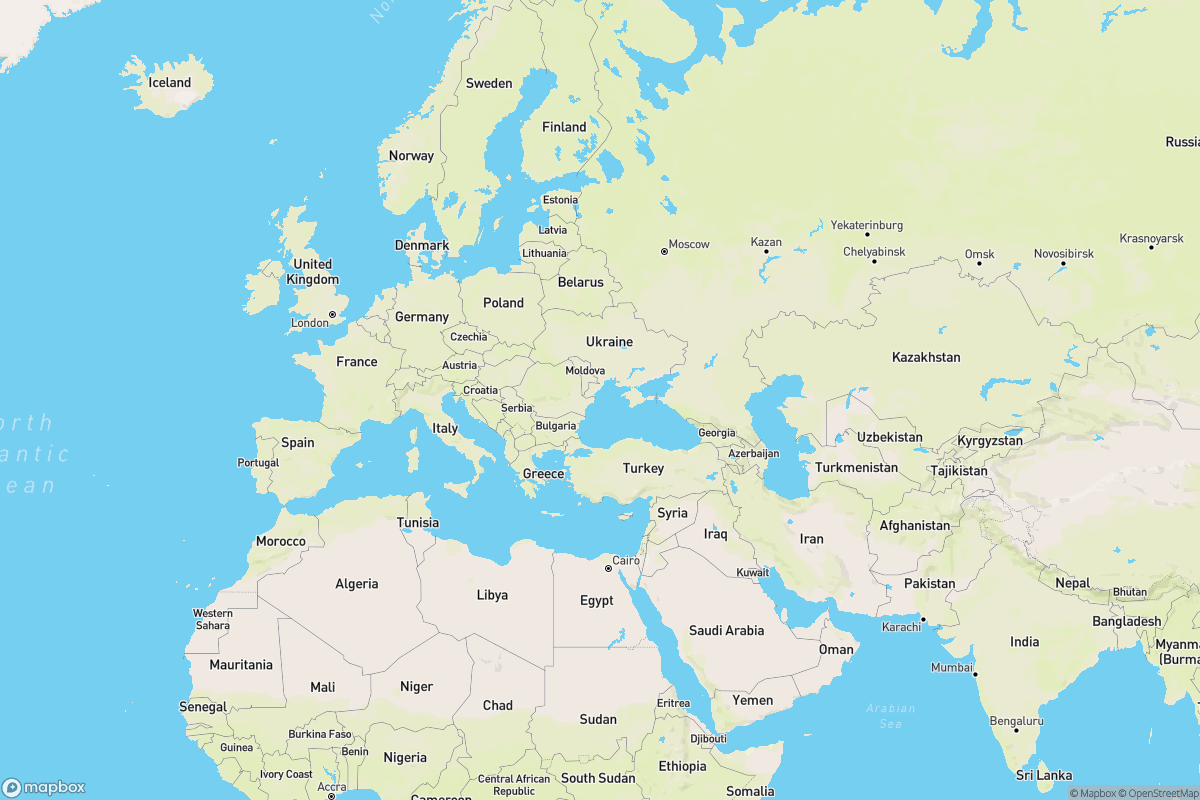 Iceland
Sweden
Finland
Russia
Norway
Estonia
Yekaterinburg
Latvia
Krasnoyarsk
Denmark
Moscow
Kazan
Lithuania
Chelyabinsk
Omsk
Novosibirsk
United
Kingdom
Belarus
Poland
Germany
London
Czechia
Ukraine
France
Kazakhstan
Austria
Moldova
Croatia
Serbia
Bulgaria
Italy
Georgia
Uzbekistan
Kyrgyzstan
Spain
Azerbaijan
Portugal
Greece
Turkey
Turkmenistan
Tajikistan
orth
antic
ean
Tunisia
Syria
Afghanistan
Morocco
Iraq
Iran
Cairo
Kuwait
Algeria
Libya
Egypt
Pakistan
Nepal
Bhutan
Western
Sahara
Saudi Arabia
Karachi
Bangladesh
India
Oman
Myanma
(Burma
Mauritania
Mumbai
Mali
Niger
Chad
Yemen
Eritrea
Senegal
Arabian
Sea
Sudan
Bengaluru
Burkina Faso
Djibouti
Guinea
Benin
Nigeria
Ethiopia
Ivory Coast
Central African
Republic
South Sudan
Sri Lanka
Accra
Cameroon
Somalia
mapbox
© Mapbox © OpenStreetMap